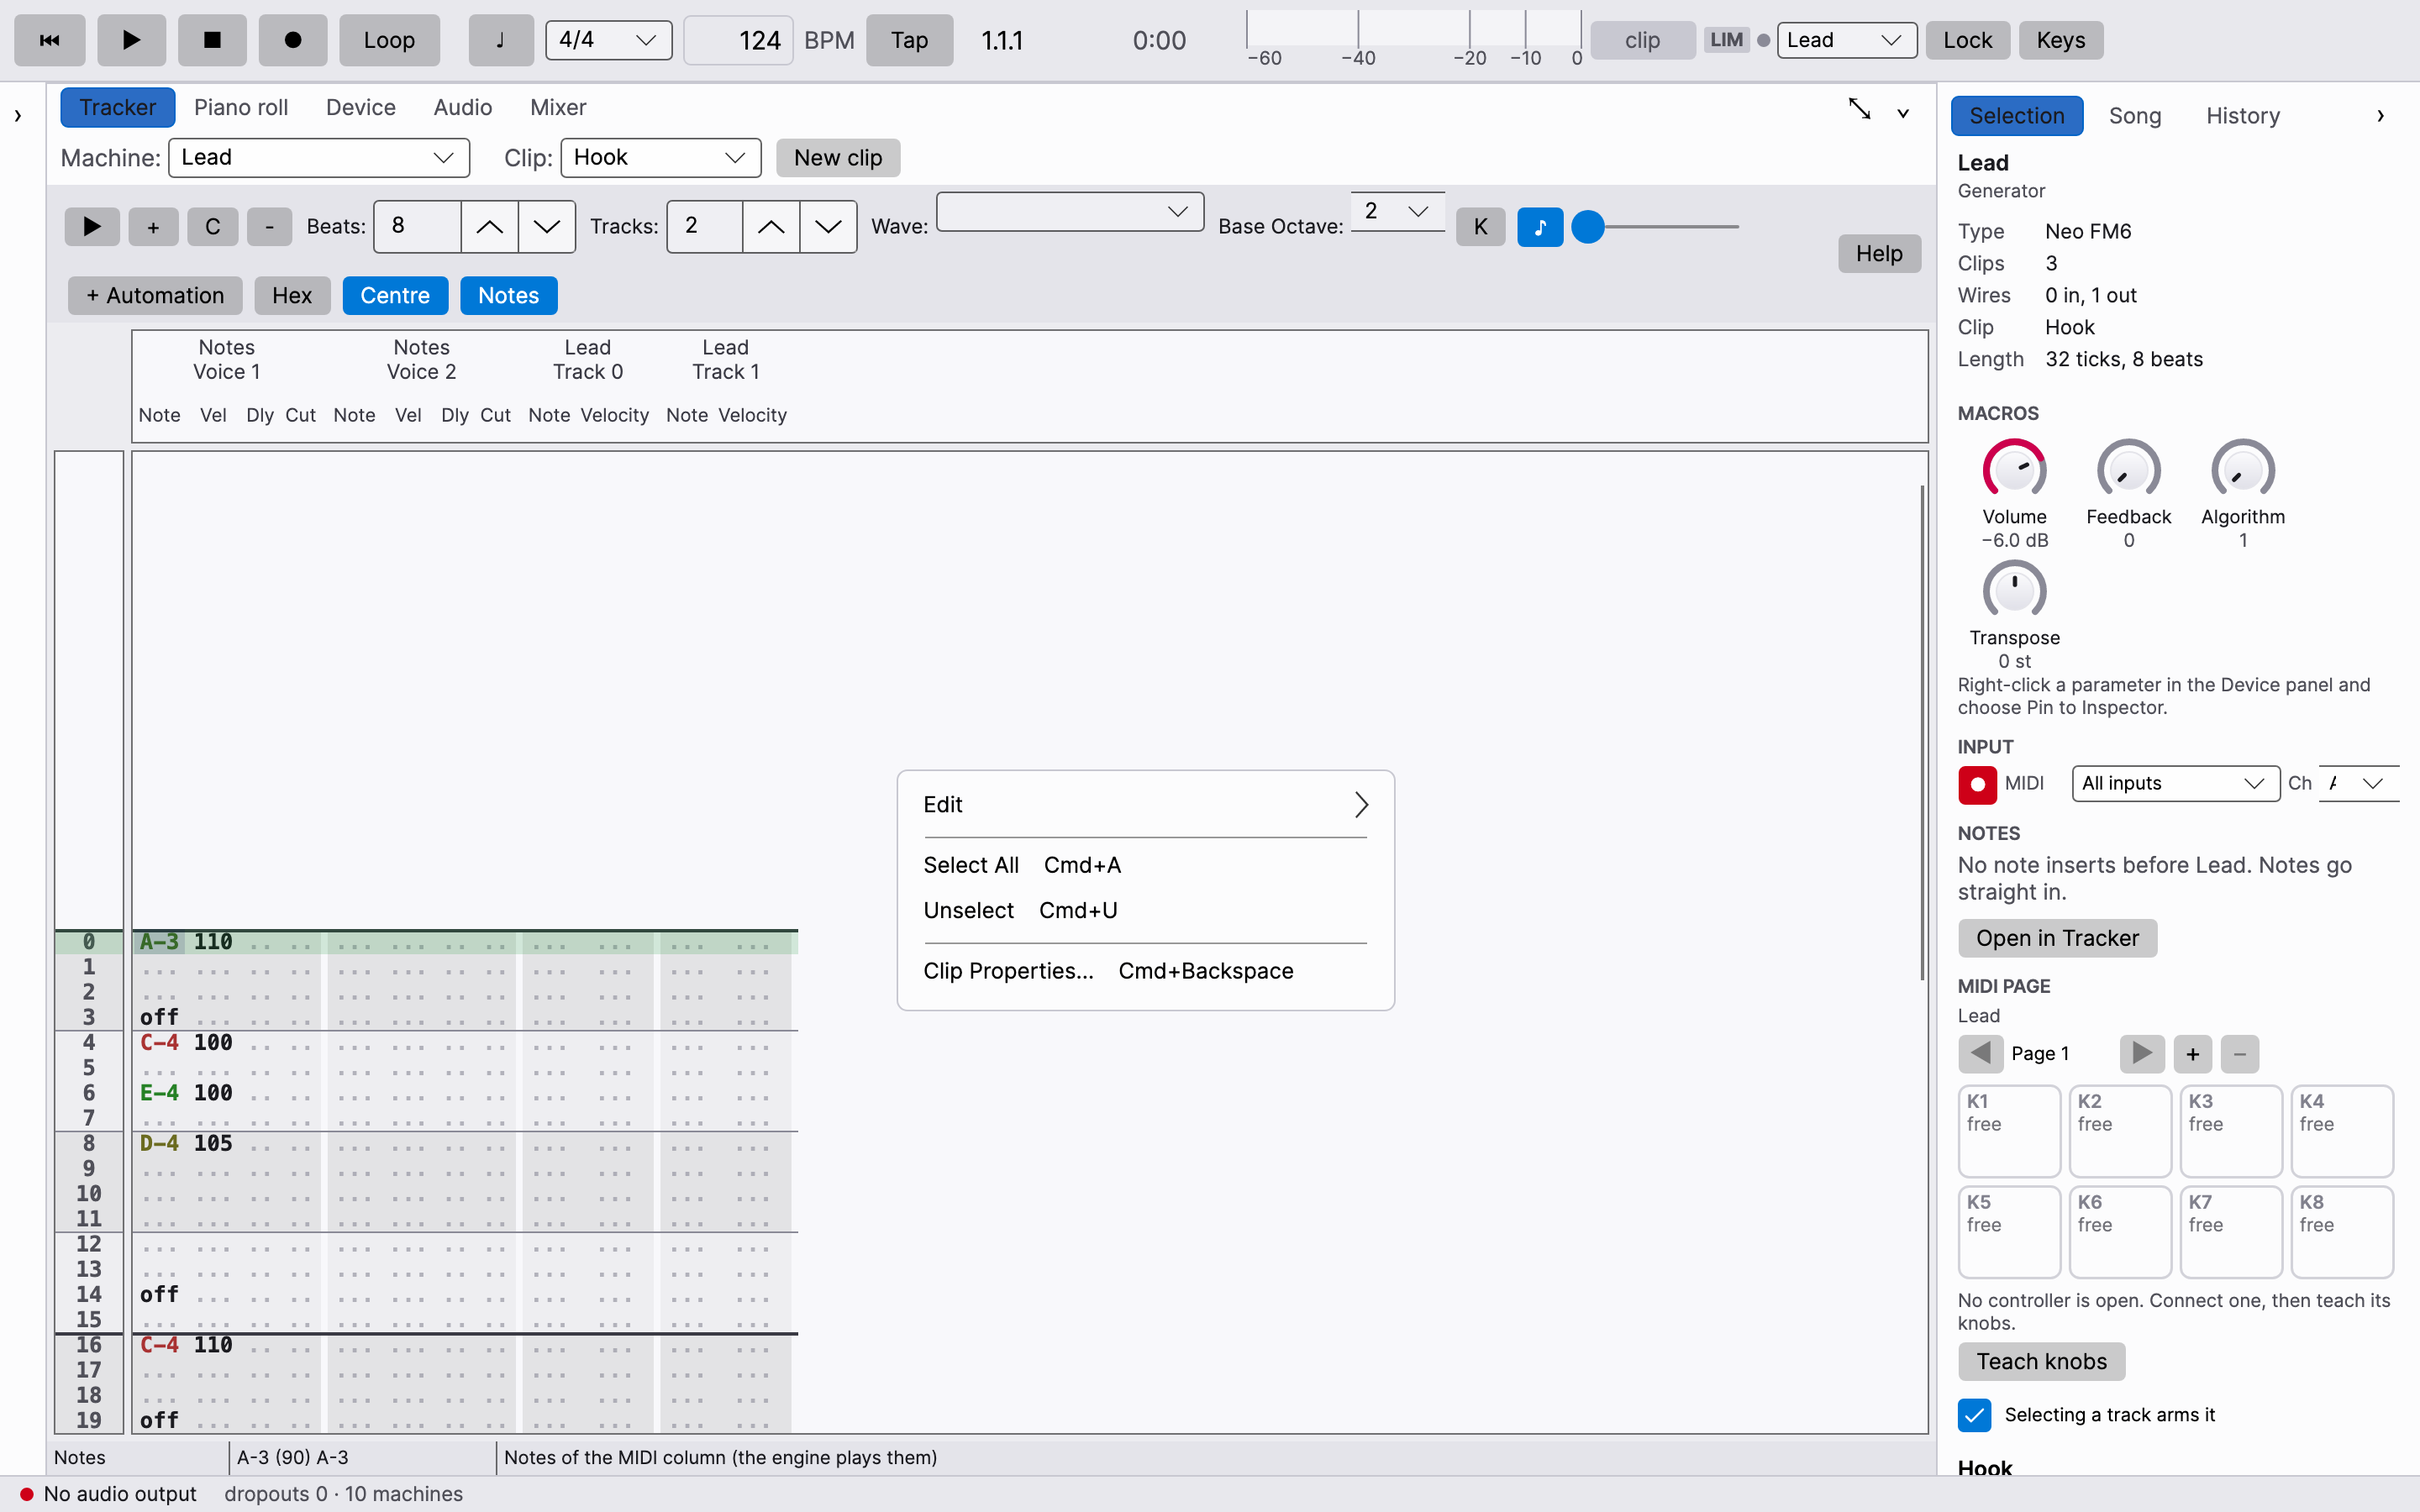 Loop 4/4 124 BPM Tap 1.1.1 0:00 -60 -40 -20 -10 0 clip LIM Lead Lock Keys
Tracker Piano roll Device Audio Mixer
Machine: Lead Clip: Hook New clip
+ C - Beats: 8 Tracks: 2 Wave: Base Octave: 2 K
Help
+ Automation Hex Centre Notes
Notes Notes Lead Lead
Voice 1 Voice 2 Track 0 Track 1
Note Vel Dly Cut Note Vel Dly Cut Note Velocity Note Velocity
Edit
Select All Cmd+A
Unselect Cmd+U
Clip Properties... Cmd+Backspace
0 A-3 110
1
2
3 off
4 C-4 100
5
6 E-4 100
7
8 D-4 105
9
10
11
12
13
14 off
15
16 C-4 110
17
18
19 off
Notes A-3 (90) A-3 Notes of the MIDI column (the engine plays them)
No audio output dropouts 0 · 10 machines
Selection Song History
Lead
Generator
Type Neo FM6
Clips 3
Wires 0 in, 1 out
Clip Hook
Length 32 ticks, 8 beats
MACROS
Volume Feedback Algorithm
-6.0 dB 0 1
Transpose
0 st
Right-click a parameter in the Device panel and
choose Pin to Inspector.
INPUT
MIDI All inputs Ch
NOTES
No note inserts before Lead. Notes go
straight in.
Open in Tracker
MIDI PAGE
Lead
Page 1 + −
K1 K2 K3 K4
free free free free
K5 K6 K7 K8
free free free free
No controller is open. Connect one, then teach its
knobs.
Teach knobs
Selecting a track arms it
Hook